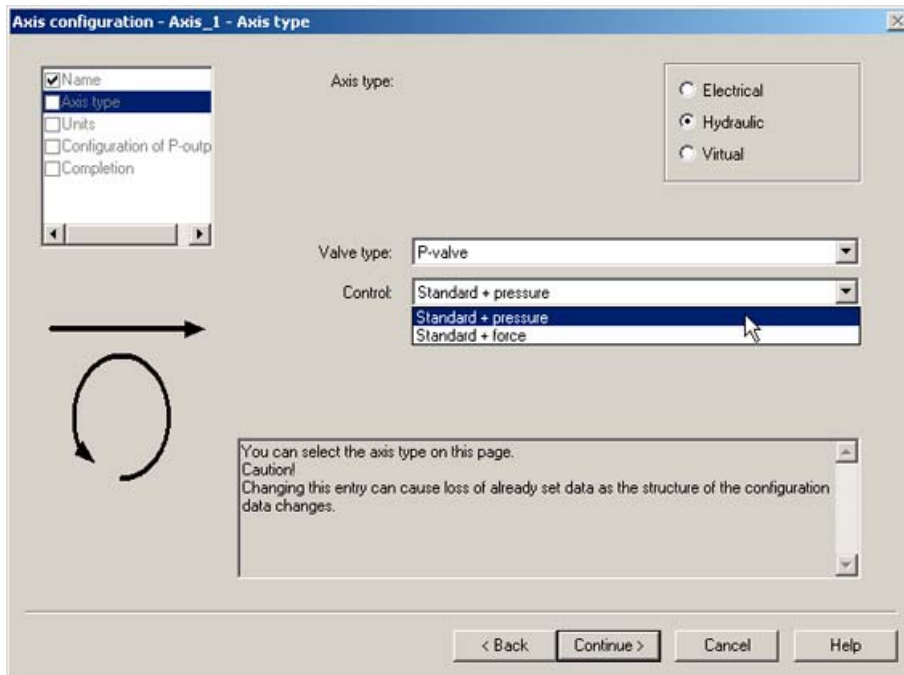 Axis configuration - Axis_1 - Axis type
Name
Axis type
Units
Configuration of P-outp
Completion
Axis type:
Electrical
Hydraulic
Virtual
Valve type:
P-valve
Control:
Standard + pressure
Standard + pressure
Standard + force
You can select the axis type on this page.
Caution!
Changing this entry can cause loss of already set data as the structure of the configuration
data changes.
< Back
Continue >
Cancel
Help